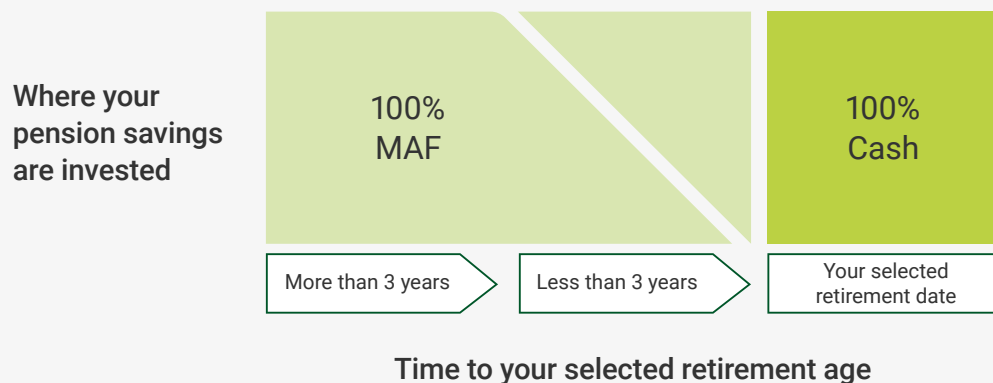 Where your
pension savings
are invested
100%
MAF
100%
Cash
More than 3 years
Less than 3 years
Your selected
retirement date
Time to your selected retirement age